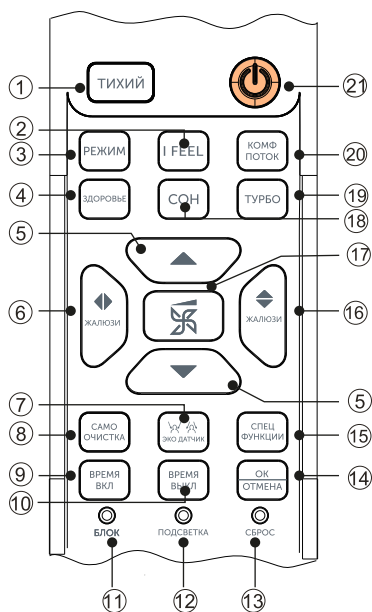 ТИХИЙ
1
21
2
3
РЕЖИМ
I FEEL
КОМФ
ПОТОК
20
4
ЗДОРОВЬЕ
СОН
ТУРБО
19
18
5
17
6
ЖАЛЮЗИ
ЖАЛЮЗИ
16
7
5
8
САМО
ОЧИСТКА
ЭКО ДАТЧИК
СПЕЦ
ФУНКЦИИ
15
9
ВРЕМЯ
ВКЛ
ВРЕМЯ
ВЫКЛ
ОК
ОТМЕНА
14
10
БЛОК
ПОДСВЕТКА
СБРОС
11
12
13